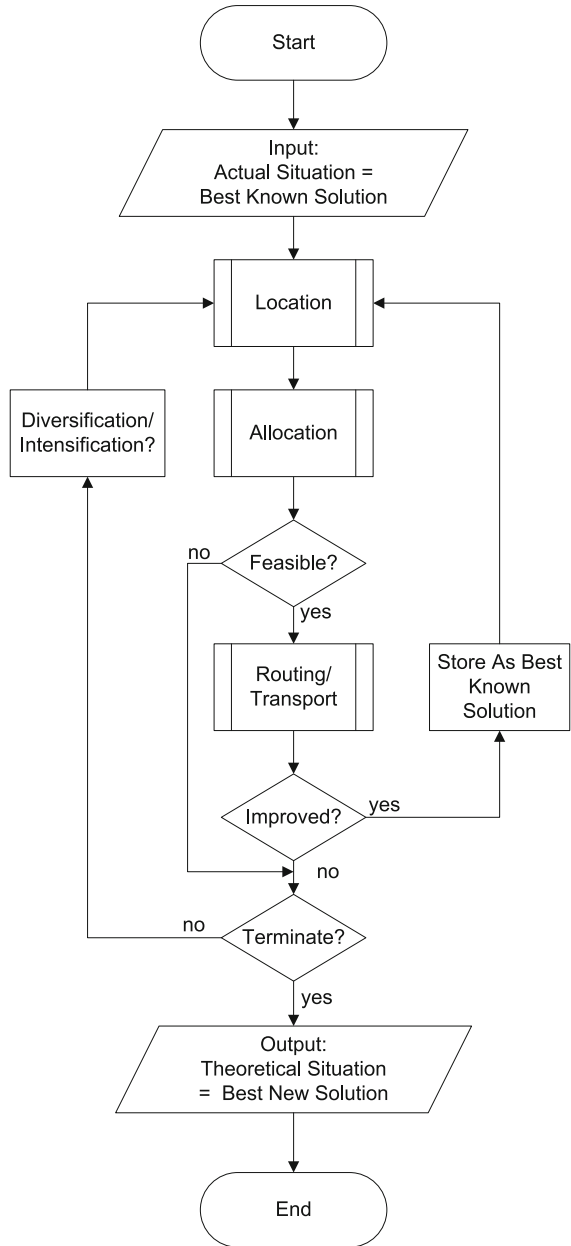 Start
Input:
Actual Situation =
Best Known Solution
Location
Diversification/
Intensification?
Allocation
no
Feasible?
yes
Routing/
Transport
Store As Best
Known
Solution
Improved?
yes
no
no
Terminate?
yes
Output:
Theoretical Situation
= Best New Solution
End